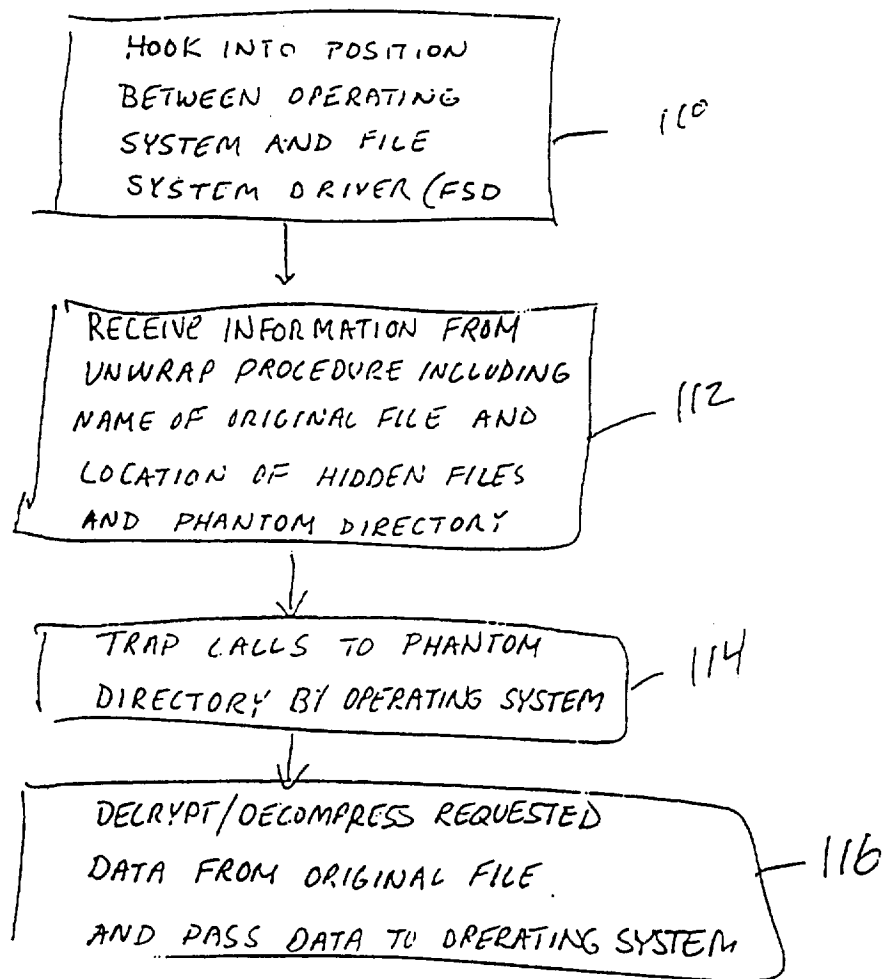 HOOK INTO POSITION
BETWEEN OPERATING
SYSTEM AND FILE
SYSTEM DRIVER (FSD
110
RECEIVE INFORMATION FROM
UNWRAP PROCEDURE INCLUDING
NAME OF ORIGINAL FILE AND
LOCATION OF HIDDEN FILES
AND PHANTOM DIRECTORY
112
TRAP CALLS TO PHANTOM
DIRECTORY BY OPERATING SYSTEM
114
DECRYPT/DECOMPRESS REQUESTED
DATA FROM ORIGINAL FILE
AND PASS DATA TO OPERATING SYSTEM
116